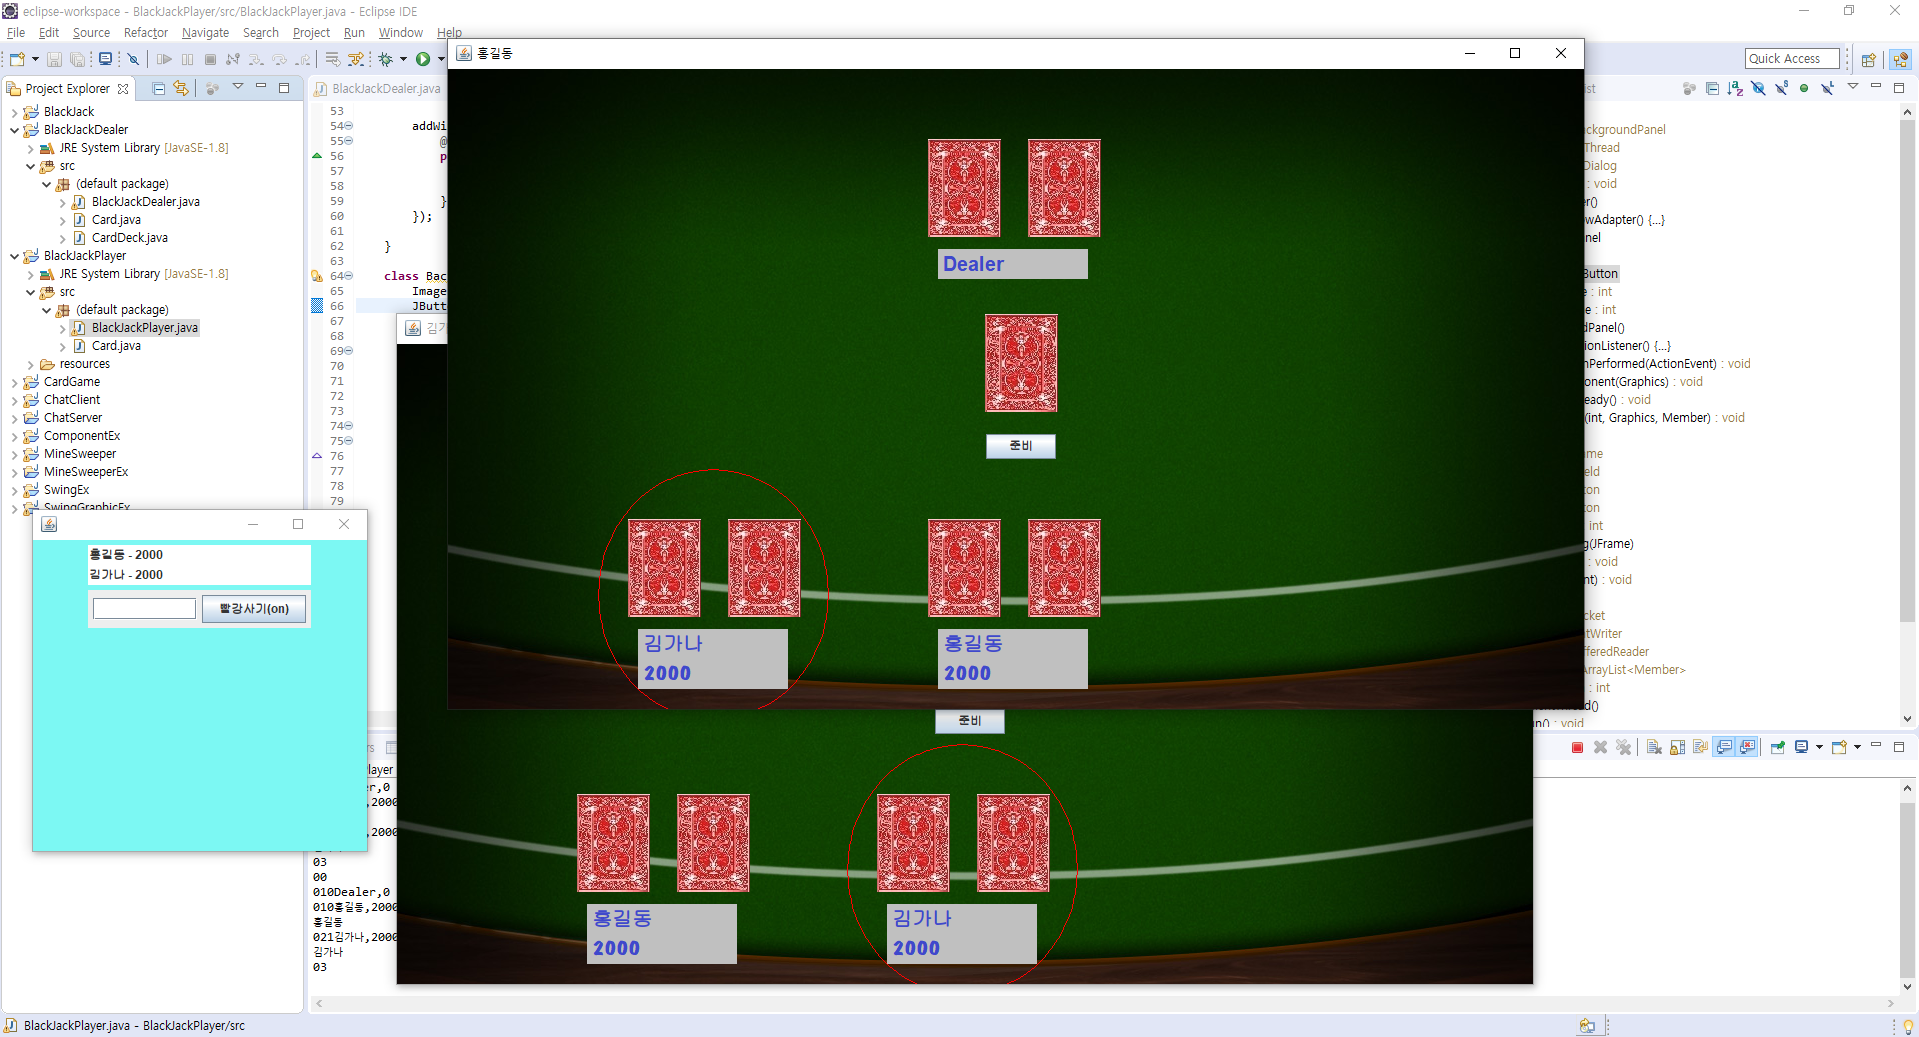 eclipse-workspace - BlackJackPlayer/src/BlackJackPlayer.java - Eclipse IDE
File Edit Source Refactor Navigate Search Project Run Window Help
Quick Access
Project Explorer
BlackJack
BlackJackDealer
JRE System Library [JavaSE-1.8]
src
(default package)
BlackJackDealer.java
Card.java
CardDeck.java
BlackJackPlayer
JRE System Library [JavaSE-1.8]
src
(default package)
BlackJackPlayer.java
Card.java
resources
CardGame
ChatClient
ChatServer
ComponentEx
MineSweeper
MineSweeperEx
SwingEx
SwingGraphicEx
홍길동 - 2000
김가나 - 2000
빨강사기(on)
BlackJackDealer.java
53
54 addWi
55 @
56 p
57
58
59 }
60 });
61
62 }
63
64 class Bac
65 Image
66 JButt
67
68
69
70
71
72
73
74
75
76
77
78
79
홍길동
Dealer
준비
김가나
2000
홍길동
2000
준비
홍길동
2000
김가나
2000
ist
ckgroundPanel
Thread
Dialog
: void
er()
wAdapter() {...}
nel
Button
e : int
e : int
dPanel()
ionListener() {...}
nPerformed(ActionEvent) : void
onent(Graphics) : void
eady() : void
(int, Graphics, Member) : void
me
eld
ton
ton
: int
g(JFrame)
: void
nt) : void
cket
ntWriter
fferedReader
ArrayList<Member>
: int
: void
rs
layer
er,0
,2000
,2000
03
00
010Dealer,0
010홍길동,2000
홍길동
021김가나,2000
김가나
03
BlackJackPlayer.java - BlackJackPlayer/src